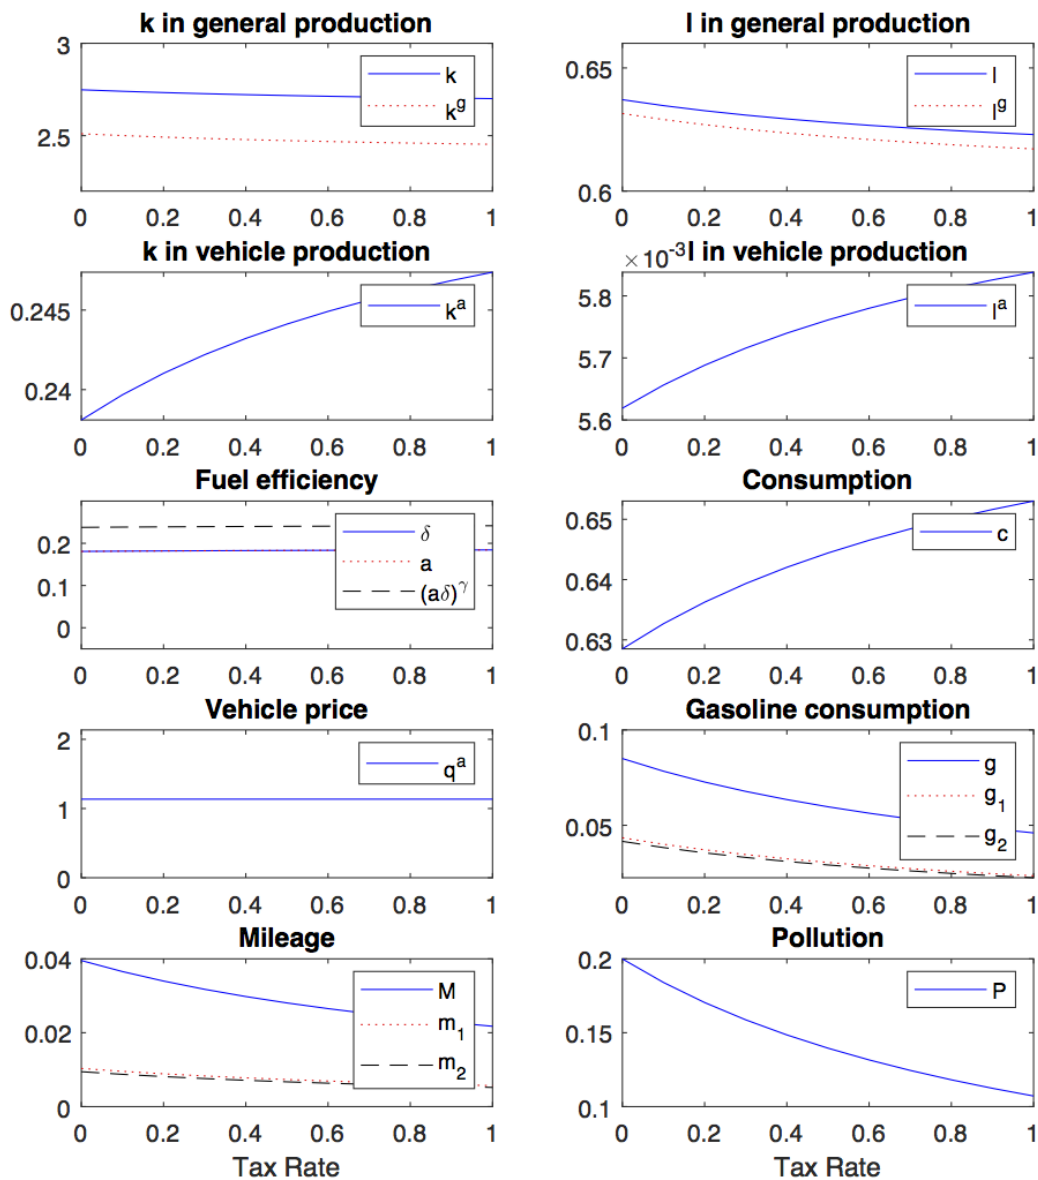 k in general production
3
2.5
k
k^g
0 0.2 0.4 0.6 0.8 1
l in general production
0.65
0.6
l
l^g
0 0.2 0.4 0.6 0.8 1
k in vehicle production
0.245
0.24
k^a
0 0.2 0.4 0.6 0.8 1
×10^-3 l in vehicle production
5.8
5.7
5.6
l^a
0 0.2 0.4 0.6 0.8 1
Fuel efficiency
0.2
0.1
0
δ
a
(aδ)^γ
0 0.2 0.4 0.6 0.8 1
Consumption
0.65
0.64
0.63
c
0 0.2 0.4 0.6 0.8 1
Vehicle price
2
1
0
q^a
0 0.2 0.4 0.6 0.8 1
Gasoline consumption
0.1
0.05
g
g_1
g_2
0 0.2 0.4 0.6 0.8 1
Mileage
0.04
0.02
0
M
m_1
m_2
0 0.2 0.4 0.6 0.8 1
Tax Rate
Pollution
0.2
0.15
0.1
P
0 0.2 0.4 0.6 0.8 1
Tax Rate